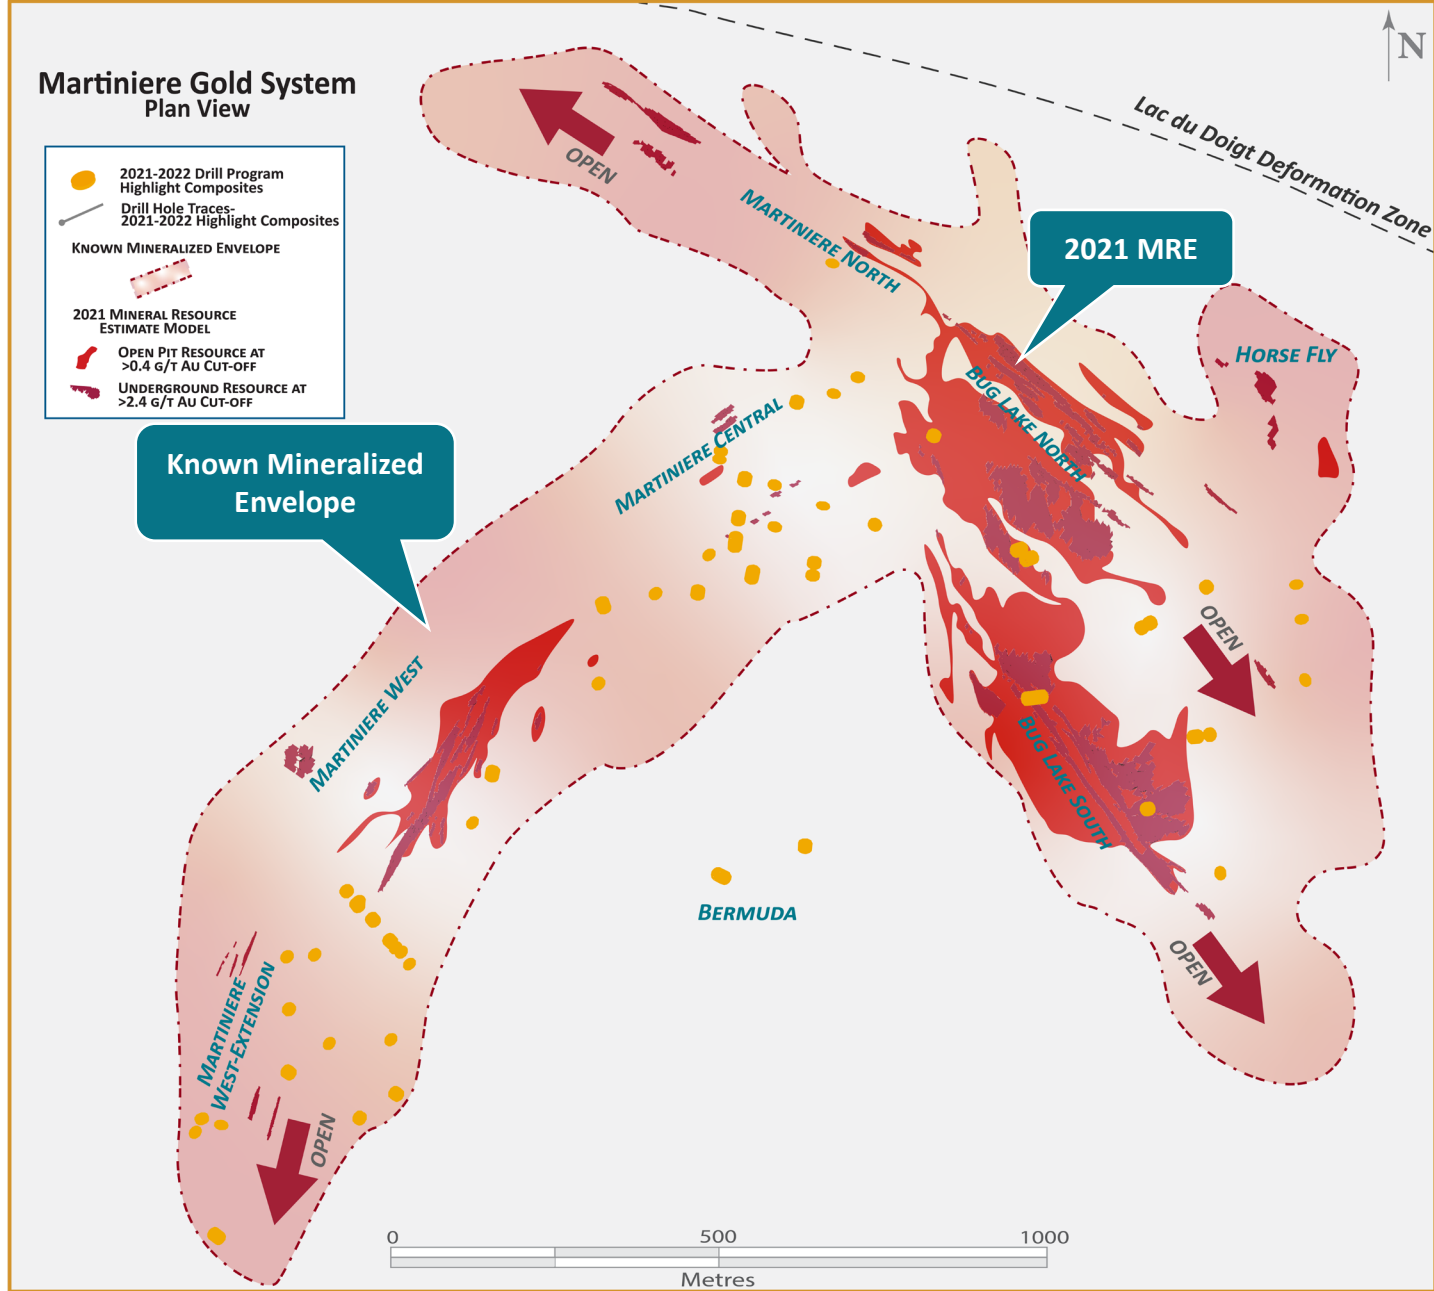 Martiniere Gold System
Plan View
2021-2022 Drill Program
Highlight Composites
Drill Hole Traces-
2021-2022 Highlight Composites
Known Mineralized Envelope
2021 Mineral Resource
Estimate Model
Open Pit Resource at
>0.4 g/t Au Cut-off
Underground Resource at
>2.4 g/t Au Cut-off
N
Lac du Doigt Deformation Zone
OPEN
Martiniere North
2021 MRE
Horse Fly
Bug Lake North
Martiniere Central
Known Mineralized
Envelope
OPEN
Martiniere West
Bug Lake South
Bermuda
OPEN
Martiniere
West-Extension
OPEN
0
500
1000
Metres